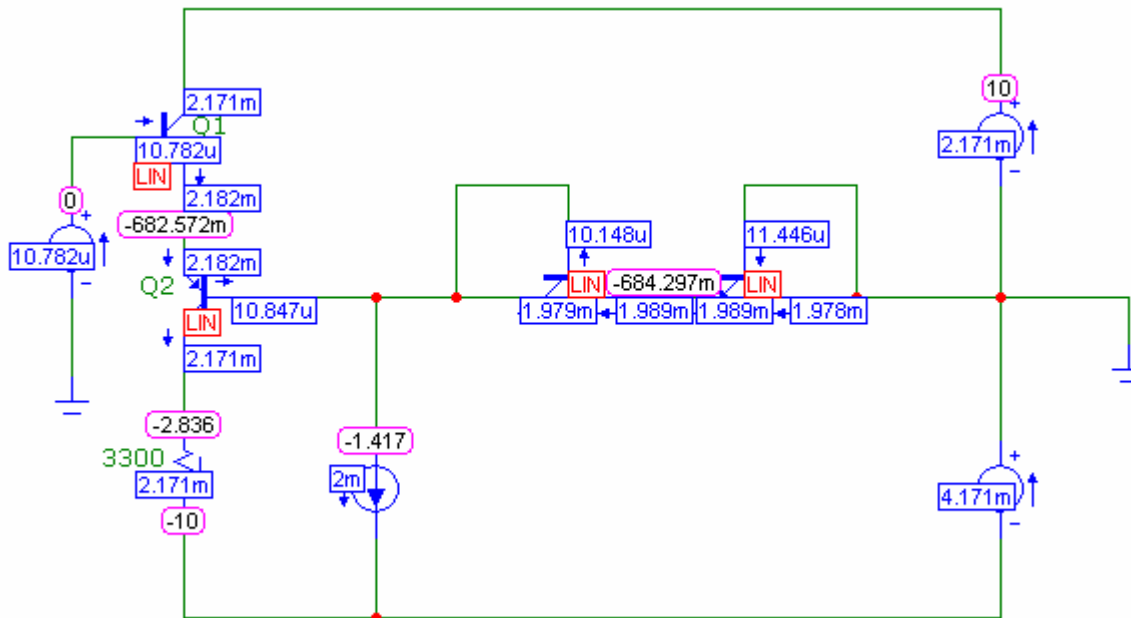 10
2.171m
Q1
2.171m
10.782u
LIN
0
2.182m
-682.572m
10.148u
11.446u
10.782u
2.182m
Q2
LIN
-684.297m
LIN
10.847u
1.979m
1.989m
1.989m
1.978m
LIN
2.171m
-2.836
-1.417
3300
2.171m
2m
4.171m
-10